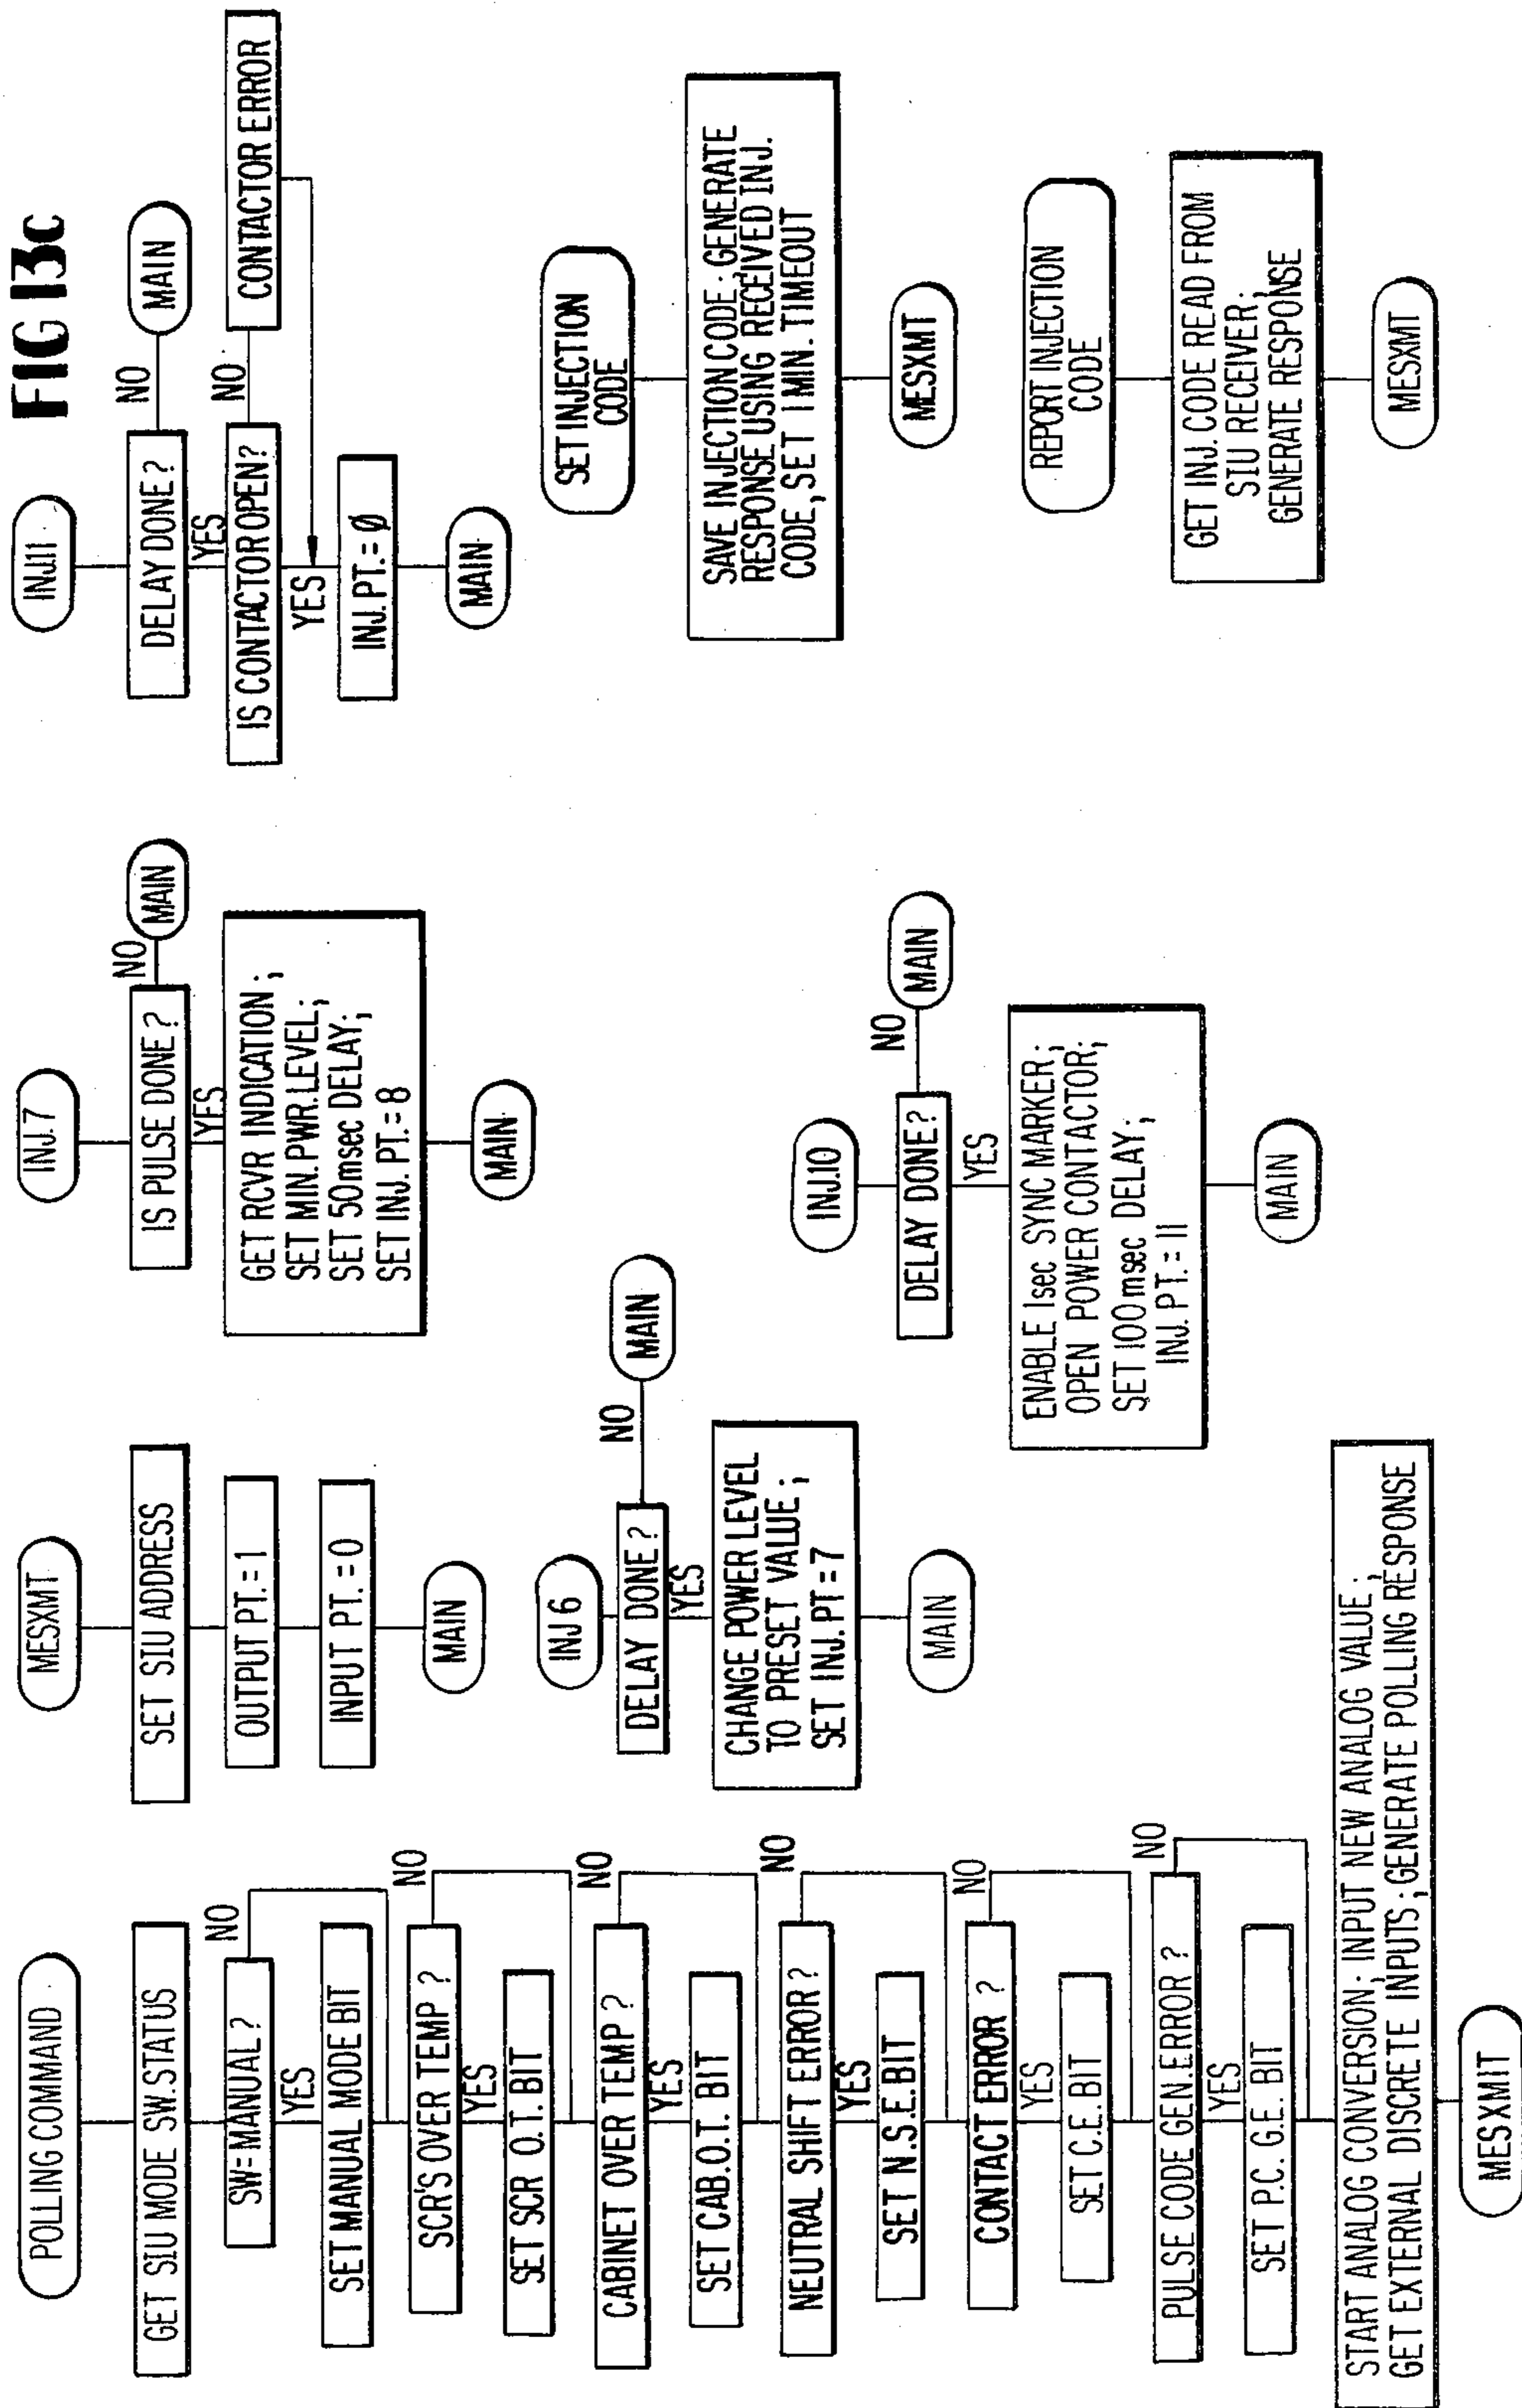 FIG 13c
POLLING COMMAND
GET SIU MODE SW. STATUS
SW=MANUAL?
NO
YES
SET MANUAL MODE BIT
SCR'S OVER TEMP ?
NO
YES
SET SCR O.T. BIT
CABINET OVER TEMP ?
NO
YES
SET CAB.O.T. BIT
NEUTRAL SHIFT ERROR?
NO
YES
SET N.S.E. BIT
CONTACT ERROR ?
NO
YES
SET C.E. BIT
PULSE CODE GEN. ERROR ?
NO
YES
SET P.C. G.E. BIT
START ANALOG CONVERSION; INPUT NEW ANALOG VALUE;
GET EXTERNAL DISCRETE INPUTS; GENERATE POLLING RESPONSE
MESXMIT
MESXMT
SET SIU ADDRESS
OUTPUT PT. = 1
INPUT PT. = 0
MAIN
INJ 6
DELAY DONE ?
NO
MAIN
YES
CHANGE POWER LEVEL
TO PRESET VALUE ;
SET INJ. PT = 7
MAIN
INJ. 7
IS PULSE DONE ?
NO
MAIN
YES
GET RCVR INDICATION ;
SET MIN. PWR. LEVEL;
SET 50msec DELAY;
SET INJ. PT. = 8
MAIN
INJ.10
DELAY DONE?
NO
MAIN
YES
ENABLE 1sec SYNC MARKER ;
OPEN POWER CONTACTOR;
SET 100 msec DELAY;
INJ. PT. = 11
MAIN
INJ.11
DELAY DONE ?
NO
MAIN
YES
IS CONTACTOR OPEN?
NO
CONTACTOR ERROR
YES
INJ. PT. = Ø
MAIN
SET INJECTION
CODE
SAVE INJECTION CODE ; GENERATE
RESPONSE USING RECEIVED INJ.
CODE, SET 1 MIN. TIMEOUT
MESXMT
REPORT INJECTION
CODE
GET INJ. CODE READ FROM
SIU RECEIVER ;
GENERATE RESPONSE
MESXMT